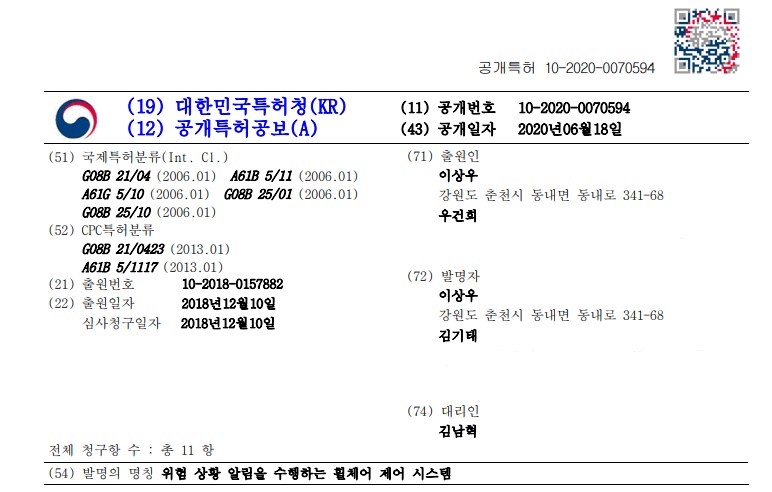 공개특허 10-2020-0070594
(19) 대한민국특허청(KR)
(12) 공개특허공보(A)
(11) 공개번호 10-2020-0070594
(43) 공개일자 2020년06월18일
(51) 국제특허분류(Int. Cl.)
G08B 21/04 (2006.01) A61B 5/11 (2006.01)
A61G 5/10 (2006.01) G08B 25/01 (2006.01)
G08B 25/10 (2006.01)
(52) CPC특허분류
G08B 21/0423 (2013.01)
A61B 5/1117 (2013.01)
(21) 출원번호 10-2018-0157882
(22) 출원일자 2018년12월10일
심사청구일자 2018년12월10일
(71) 출원인
이상우
강원도 춘천시 동내면 동내로 341-68
우건희
(72) 발명자
이상우
강원도 춘천시 동내면 동내로 341-68
김기태
(74) 대리인
김남혁
전체 청구항 수 : 총 11 항
(54) 발명의 명칭 위험 상황 알림을 수행하는 휠체어 제어 시스템